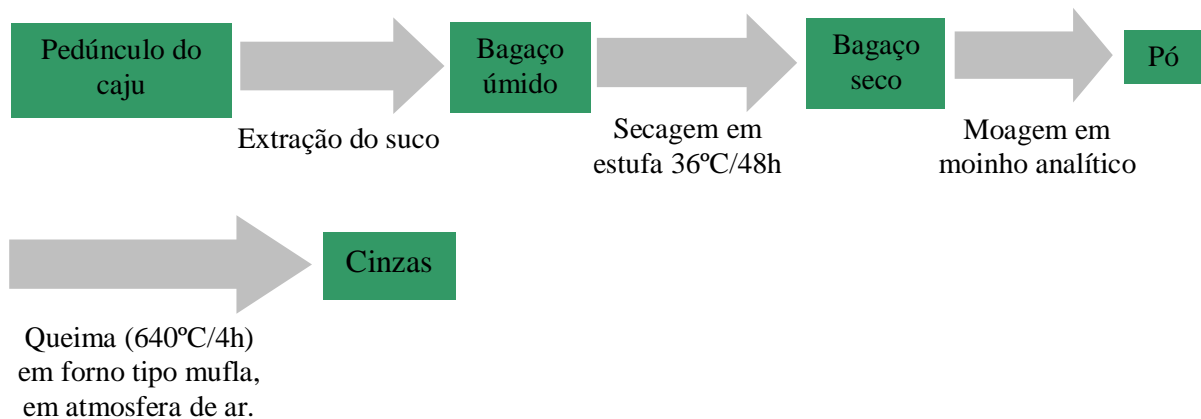 Pedúnculo do
caju
Extração do suco
Bagaço
úmido
Secagem em
estufa 36ºC/48h
Bagaço
seco
Moagem em
moinho analítico
Pó
Queima (640ºC/4h)
em forno tipo mufla,
em atmosfera de ar.
Cinzas